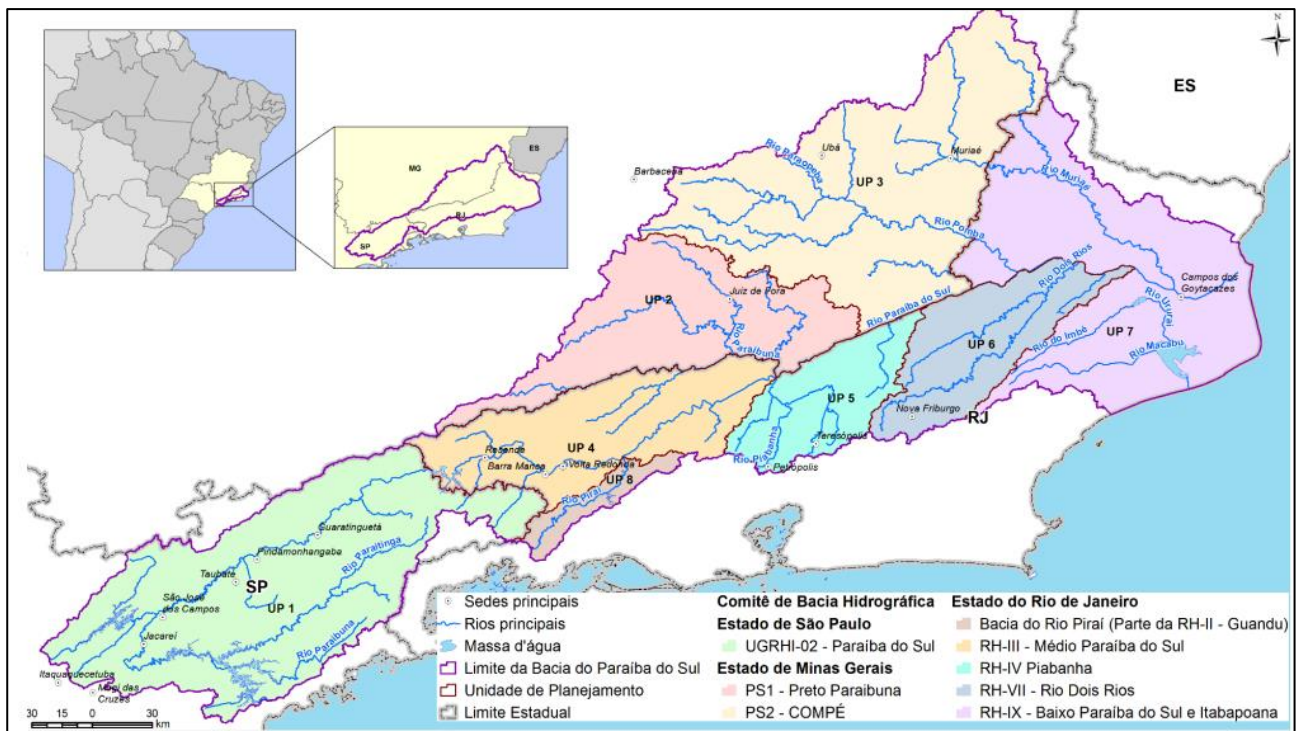 N
ES
MG
ES
RJ
SP
Barbacena
Ubá
Muriaé
Rio Paraopeba
UP 3
Rio Muriaé
Rio Pomba
Rio Dois Rios
Campos dos
Goytacazes
Juiz de Fora
UP 2
Rio
Paraibuna
Rio Paraíba do Sul
Rio Ururaí
UP 6
Rio do Imbé
UP 7
Rio Macabu
UP 5
Nova Friburgo
RJ
Teresópolis
Rio Piabanha
Petrópolis
UP 4
Resende
Barra Mansa
Volta Redonda
UP 8
Rio Piraí
Guaratinguetá
Pindamonhangaba
Rio Paraitinga
Taubaté
SP
UP 1
São José
dos Campos
Jacareí
Rio Paraibuna
Itaquaquecetuba
Mogi das
Cruzes
30 15 0 30
km
Sedes principais
Rios principais
Massa d'água
Limite da Bacia do Paraíba do Sul
Unidade de Planejamento
Limite Estadual
Comitê de Bacia Hidrográfica
Estado de São Paulo
UGRHI-02 - Paraíba do Sul
Estado de Minas Gerais
PS1 - Preto Paraibuna
PS2 - COMPÉ
Estado do Rio de Janeiro
Bacia do Rio Piraí (Parte da RH-II - Guandu)
RH-III - Médio Paraíba do Sul
RH-IV Piabanha
RH-VII - Rio Dois Rios
RH-IX - Baixo Paraíba do Sul e Itabapoana